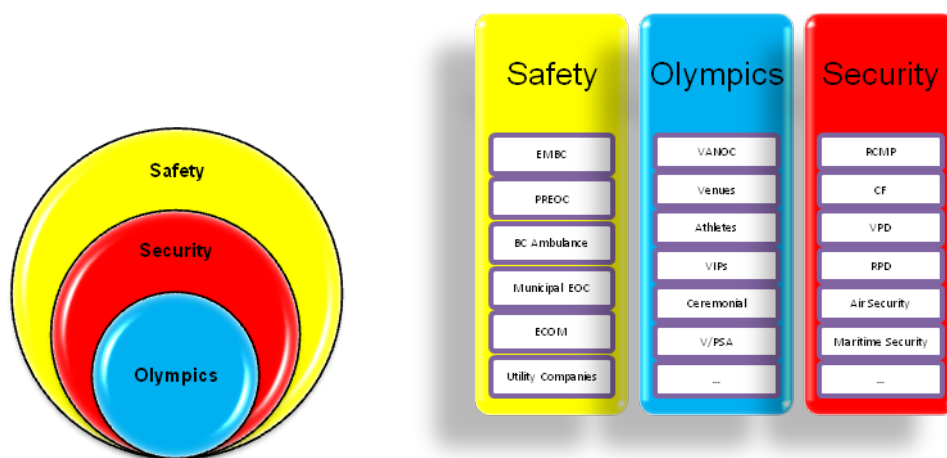 Safety
Security
Olympics
Safety
EMBC
PREOC
BC Ambulance
Municipal EOC
ECOM
Utility Companies
Olympics
VANOC
Venues
Athletes
VIPs
Ceremonial
V/PSA
...
Security
RCMP
CF
VPD
RPD
Air Security
Maritime Security
...